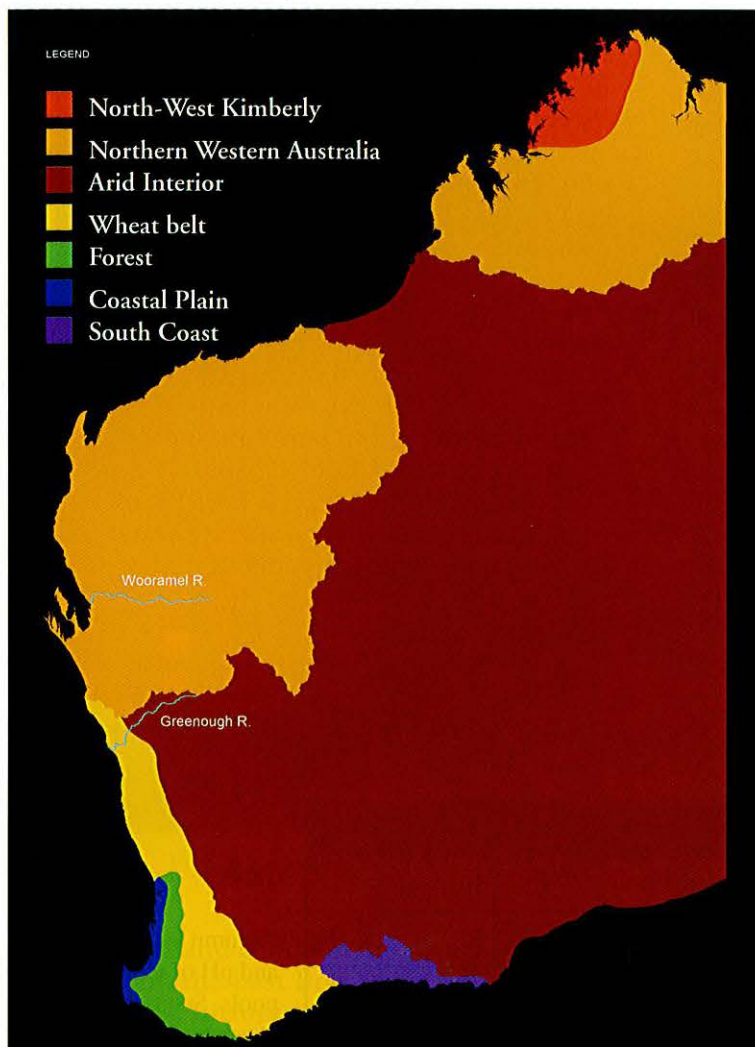 LEGEND
North-West Kimberly
Northern Western Australia
Arid Interior
Wheat belt
Forest
Coastal Plain
South Coast
Wooramel R.
Greenough R.